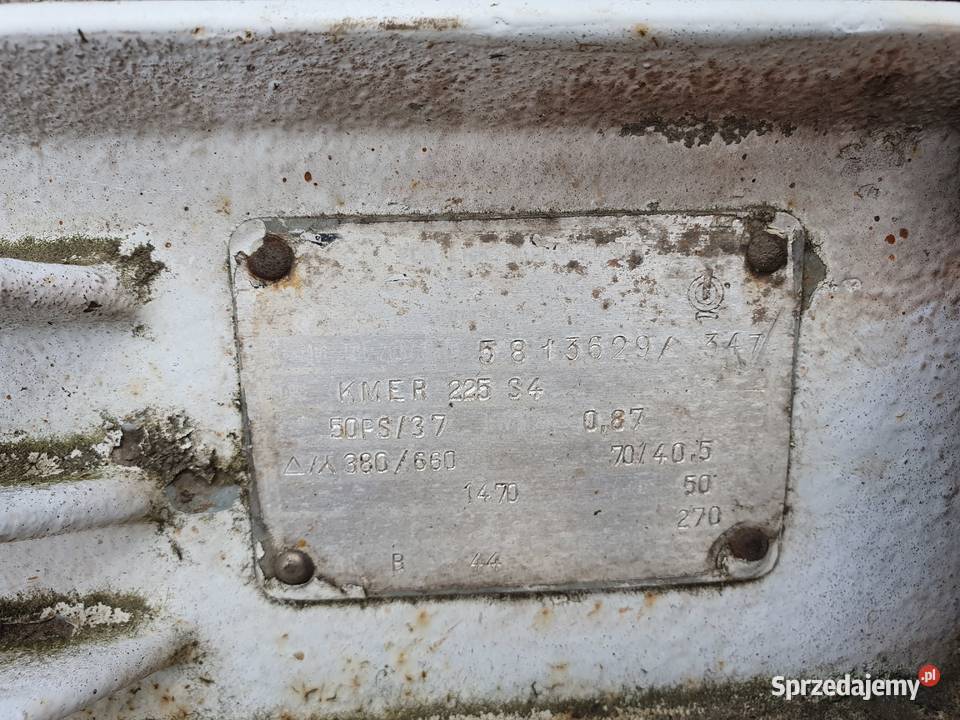 5813629/ 347
KMER 225 S4
50PS/37 0,87
△/⅄ 380/660 70/40.5
1470 50
270
B 44
Sprzedajemy.pl